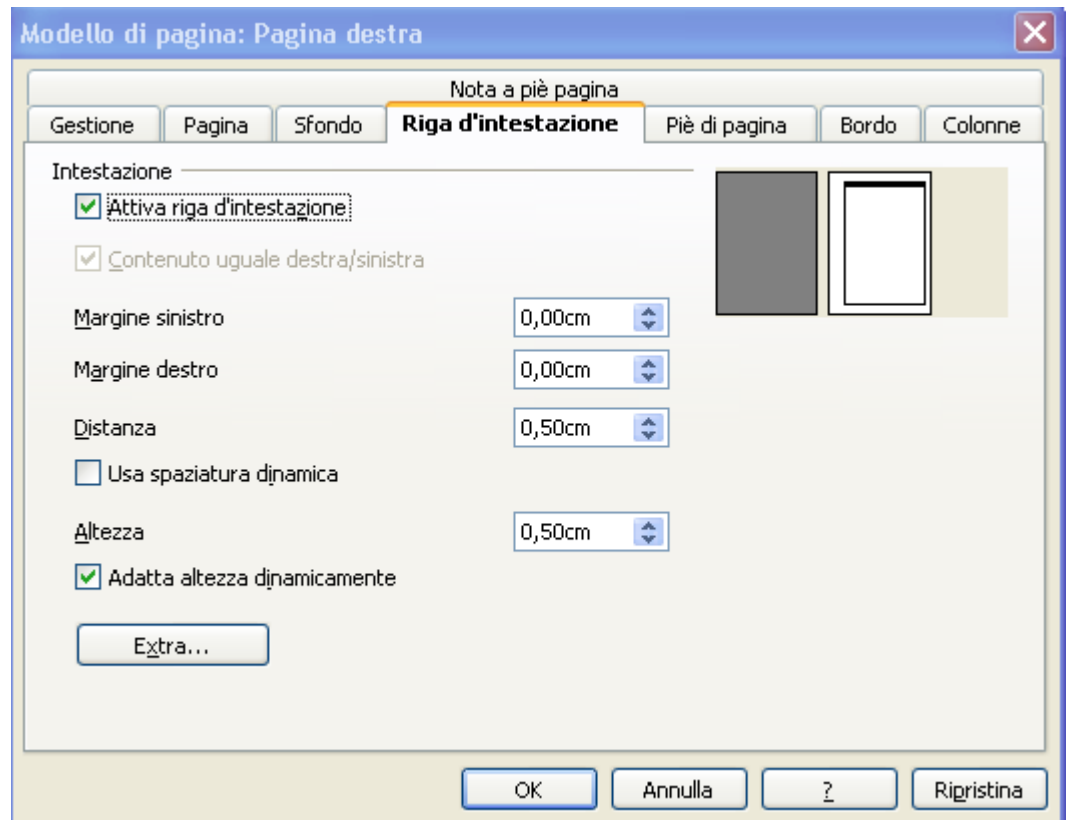 Modello di pagina: Pagina destra
Nota a piè pagina
Gestione Pagina Sfondo Riga d'intestazione Piè di pagina Bordo Colonne
Intestazione
Attiva riga d'intestazione
Contenuto uguale destra/sinistra
Margine sinistro 0,00cm
Margine destro 0,00cm
Distanza 0,50cm
Usa spaziatura dinamica
Altezza 0,50cm
Adatta altezza dinamicamente
Extra...
OK Annulla ? Ripristina